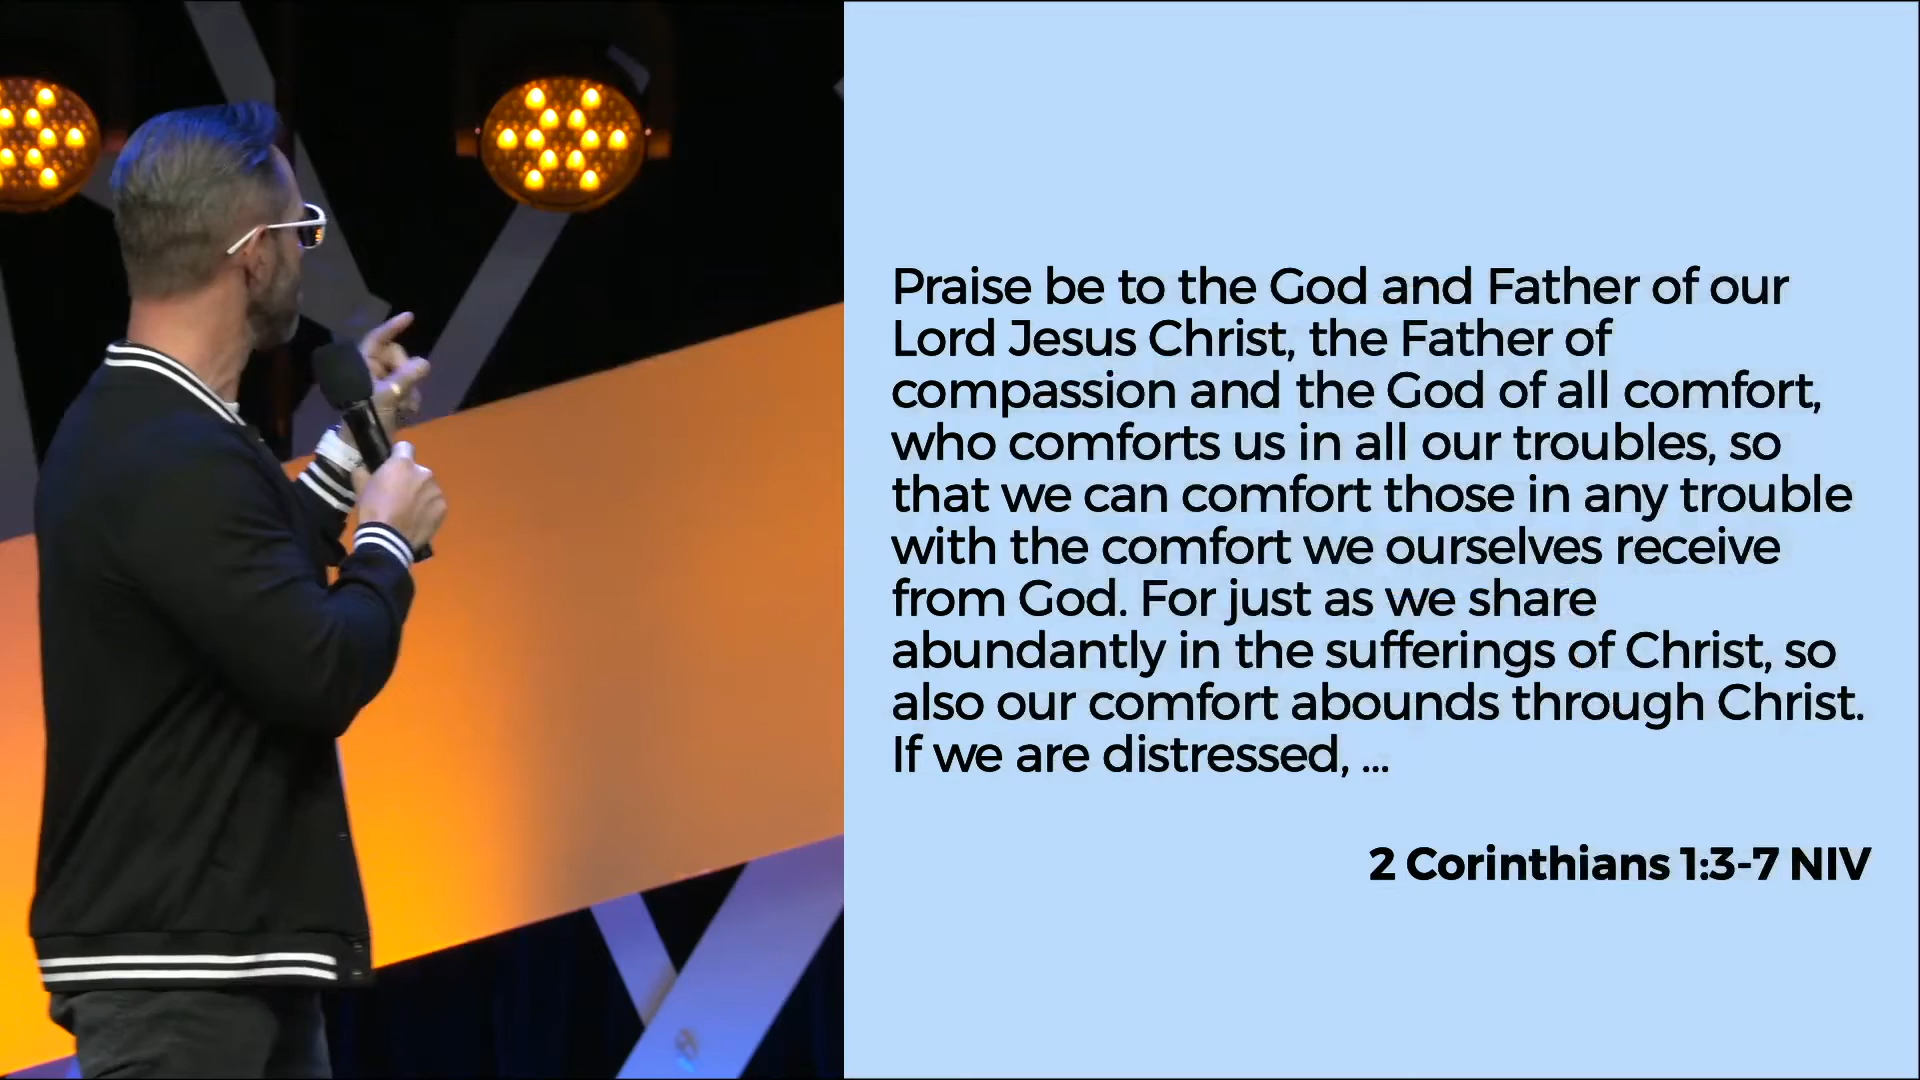 Praise be to the God and Father of our
Lord Jesus Christ, the Father of
compassion and the God of all comfort,
who comforts us in all our troubles, so
that we can comfort those in any trouble
with the comfort we ourselves receive
from God. For just as we share
abundantly in the sufferings of Christ, so
also our comfort abounds through Christ.
If we are distressed, ...
2 Corinthians 1:3-7 NIV